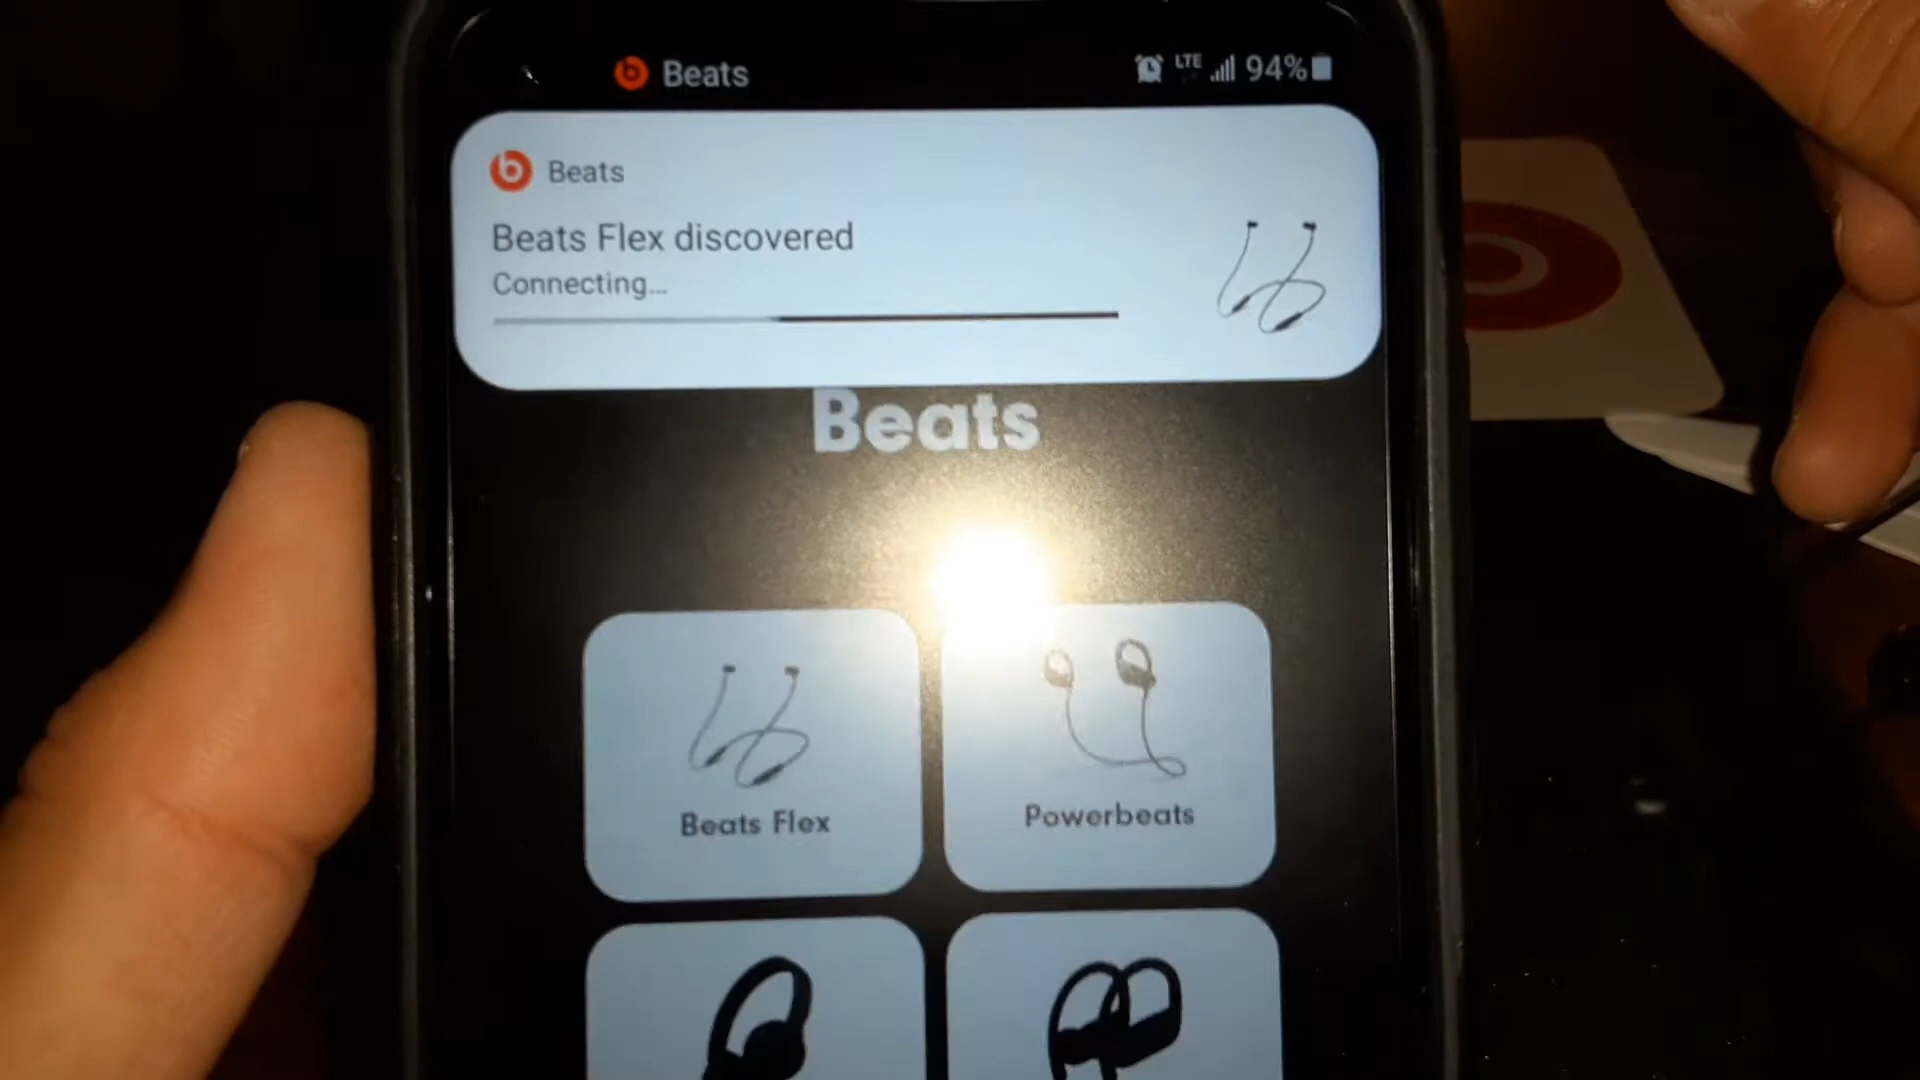 Beats LTE 94%
Beats
Beats Flex discovered
Connecting...
Beats
Beats Flex
Powerbeats